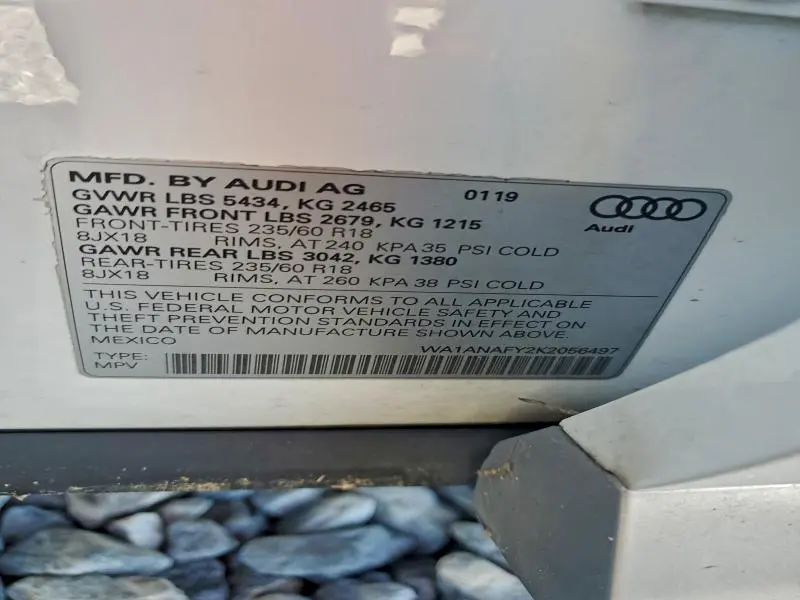 MFD. BY AUDI AG 0119
GVWR LBS 5434, KG 2465
GAWR FRONT LBS 2679, KG 1215
FRONT-TIRES 235/60 R18
8JX18 RIMS, AT 240 KPA 35 PSI COLD
GAWR REAR LBS 3042, KG 1380
REAR-TIRES 235/60 R18
8JX18 RIMS, AT 260 KPA 38 PSI COLD
Audi
THIS VEHICLE CONFORMS TO ALL APPLICABLE
U.S. FEDERAL MOTOR VEHICLE SAFETY AND
THEFT PREVENTION STANDARDS IN EFFECT ON
THE DATE OF MANUFACTURE SHOWN ABOVE.
MEXICO
WA1ANAFY2K2056497
TYPE:
MPV